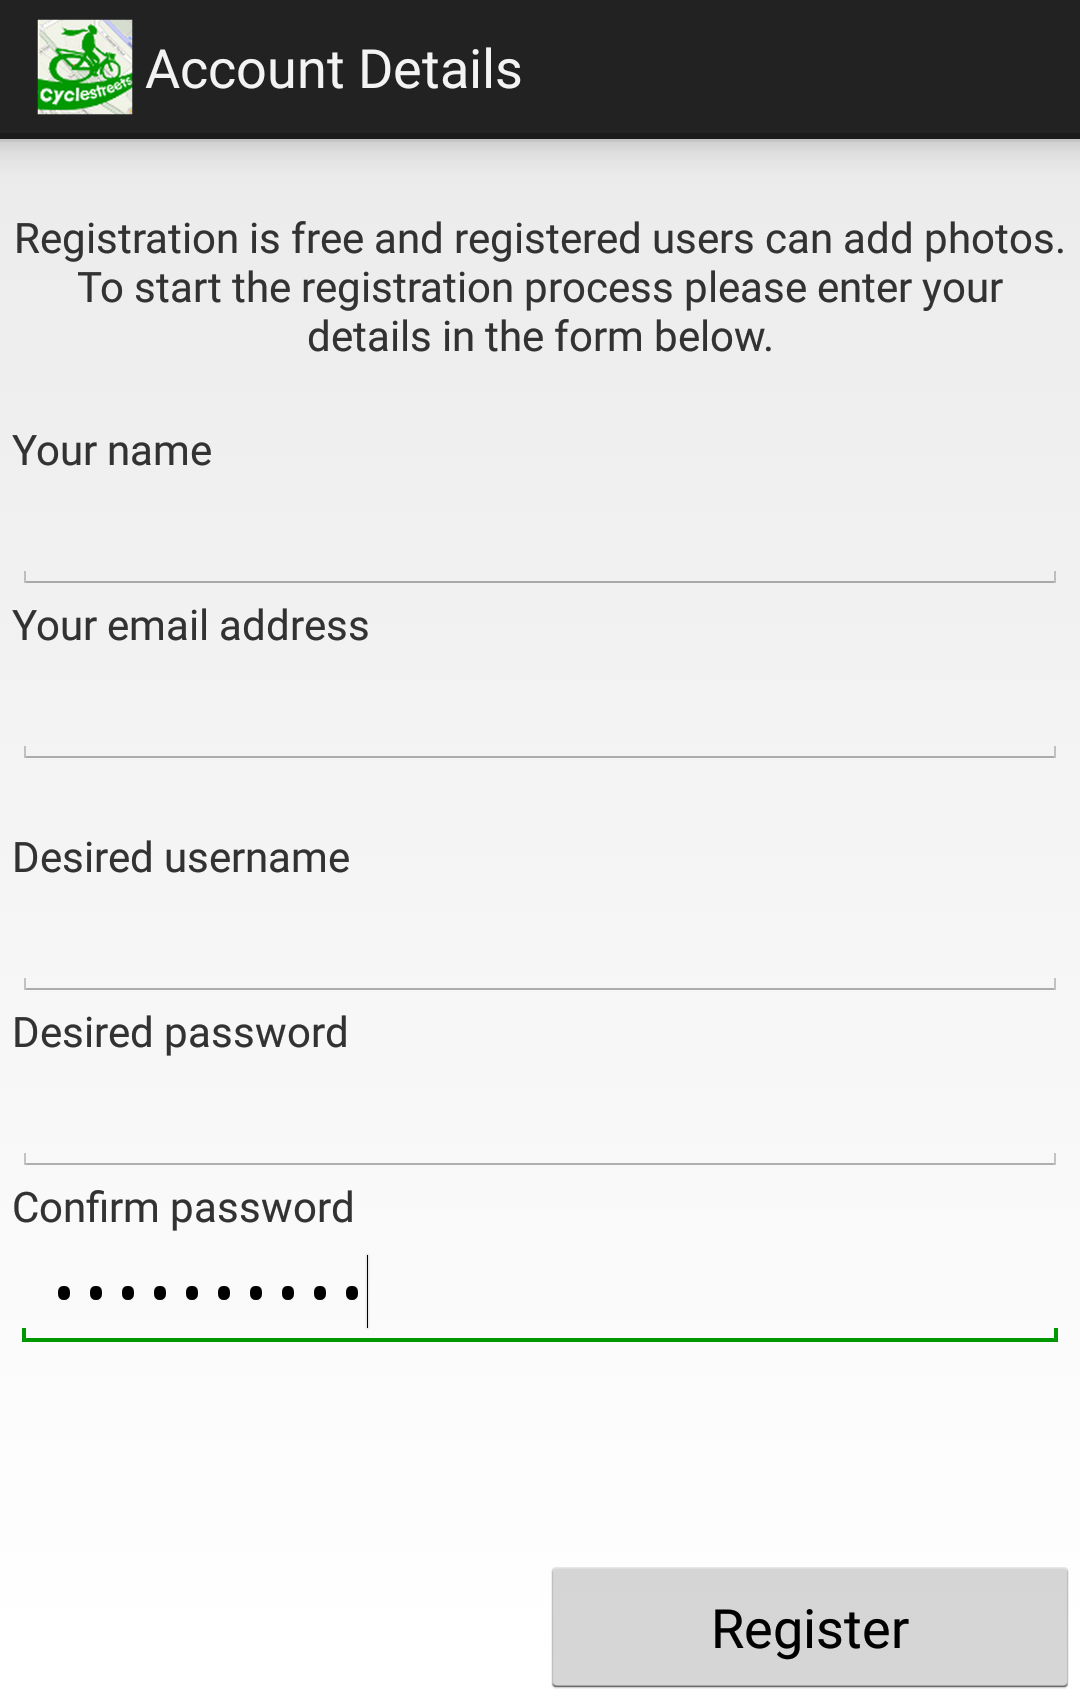 Cyclestreets
Account Details
Registration is free and registered users can add photos.
To start the registration process please enter your
details in the form below.
Your name
Your email address
Desired username
Desired password
Confirm password
••••••••••
Register